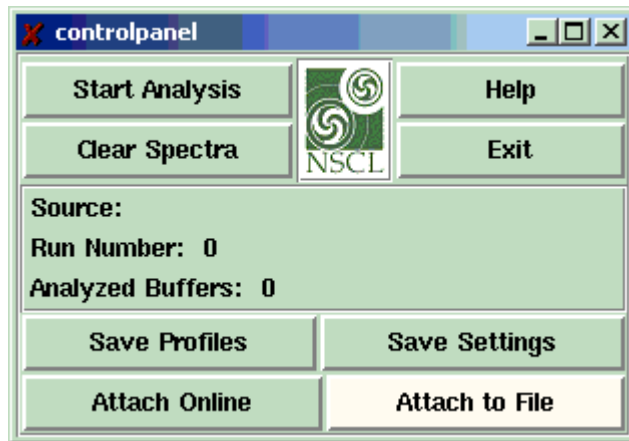 controlpanel
Start Analysis
NSCL
Help
Clear Spectra
Exit
Source:
Run Number: 0
Analyzed Buffers: 0
Save Profiles
Save Settings
Attach Online
Attach to File